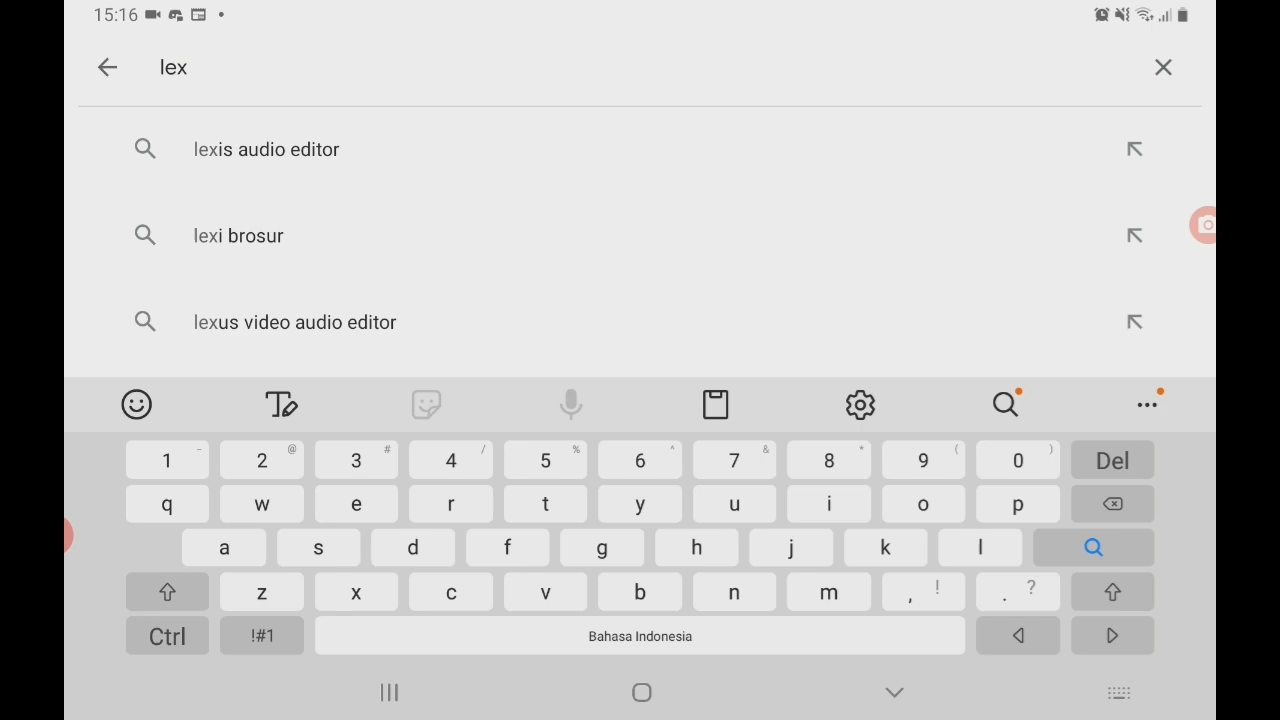 15:16
lex
lexis audio editor
lexi brosur
lexus video audio editor
1 - 2 @ 3 # 4 / 5 % 6 ^ 7 & 8 * 9 ( 0 ) Del
q w e r t y u i o p
a s d f g h j k l
z x c v b n m , ! . ?
Ctrl !#1 Bahasa Indonesia